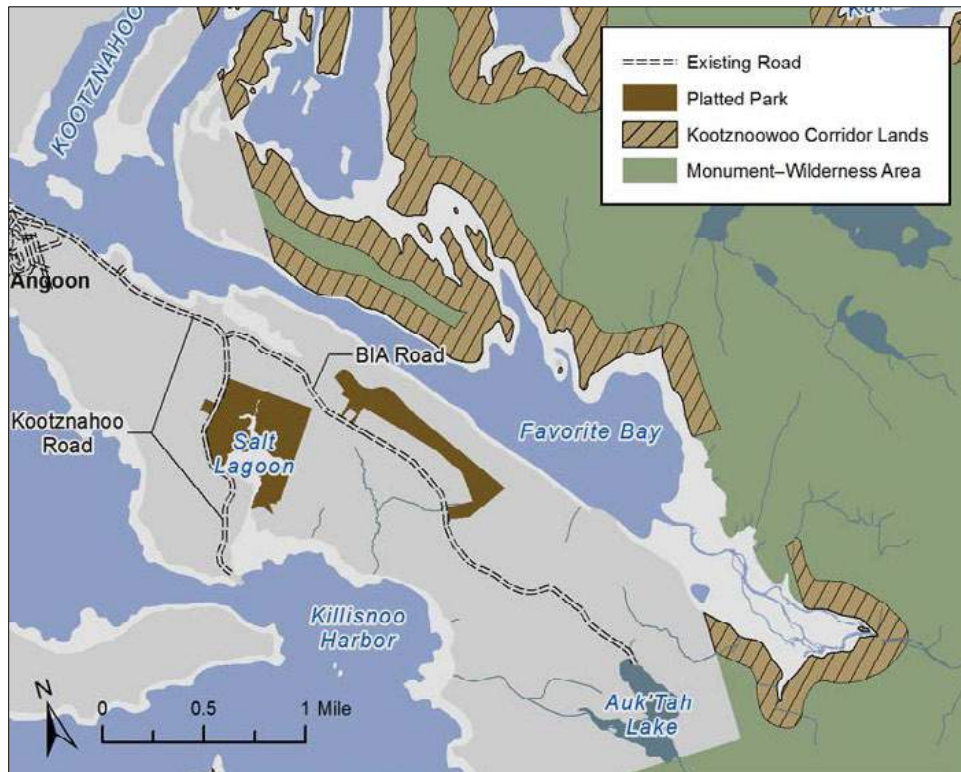 KOOTZNAHOO
Existing Road
Platted Park
Kootznoowoo Corridor Lands
Monument–Wilderness Area
Angoon
BIA Road
Kootznahoo
Road
Salt
Lagoon
Favorite Bay
Killisnoo
Harbor
Auk'Tah
Lake
N
0 0.5 1 Mile